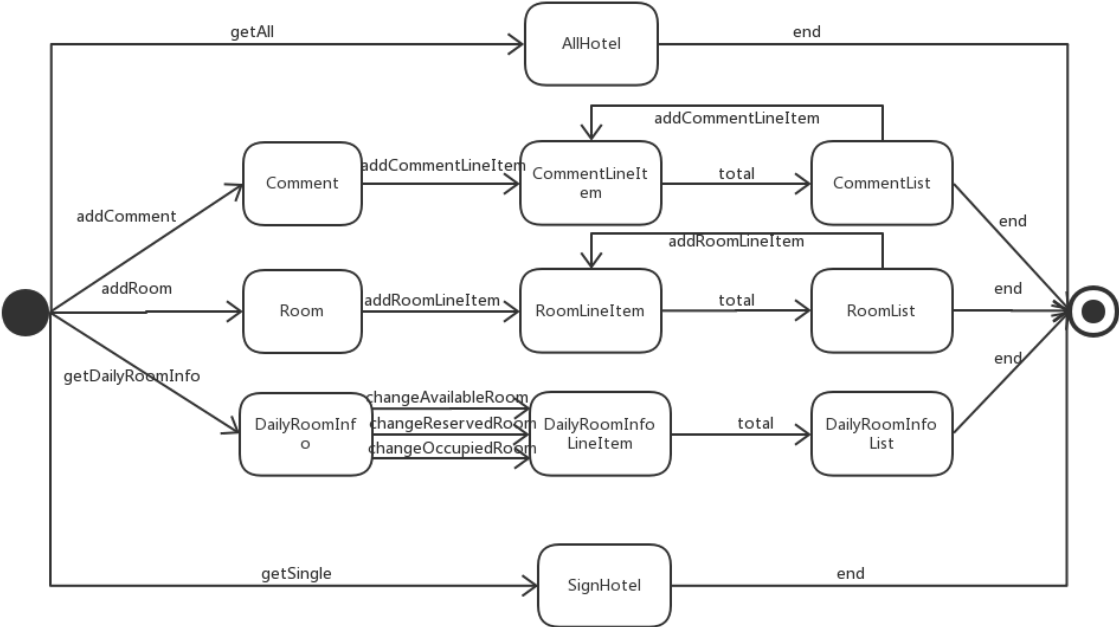 getAll
AllHotel
end
addCommentLineItem
addComment
Comment
addCommentLineItem
CommentLineIt
em
total
CommentList
end
addRoomLineItem
addRoom
Room
addRoomLineItem
RoomLineItem
total
RoomList
end
getDailyRoomInfo
DailyRoomInf
o
changeAvailableRoom
changeReservedRoom
changeOccupiedRoom
DailyRoomInfo
LineItem
total
DailyRoomInfo
List
end
getSingle
SignHotel
end